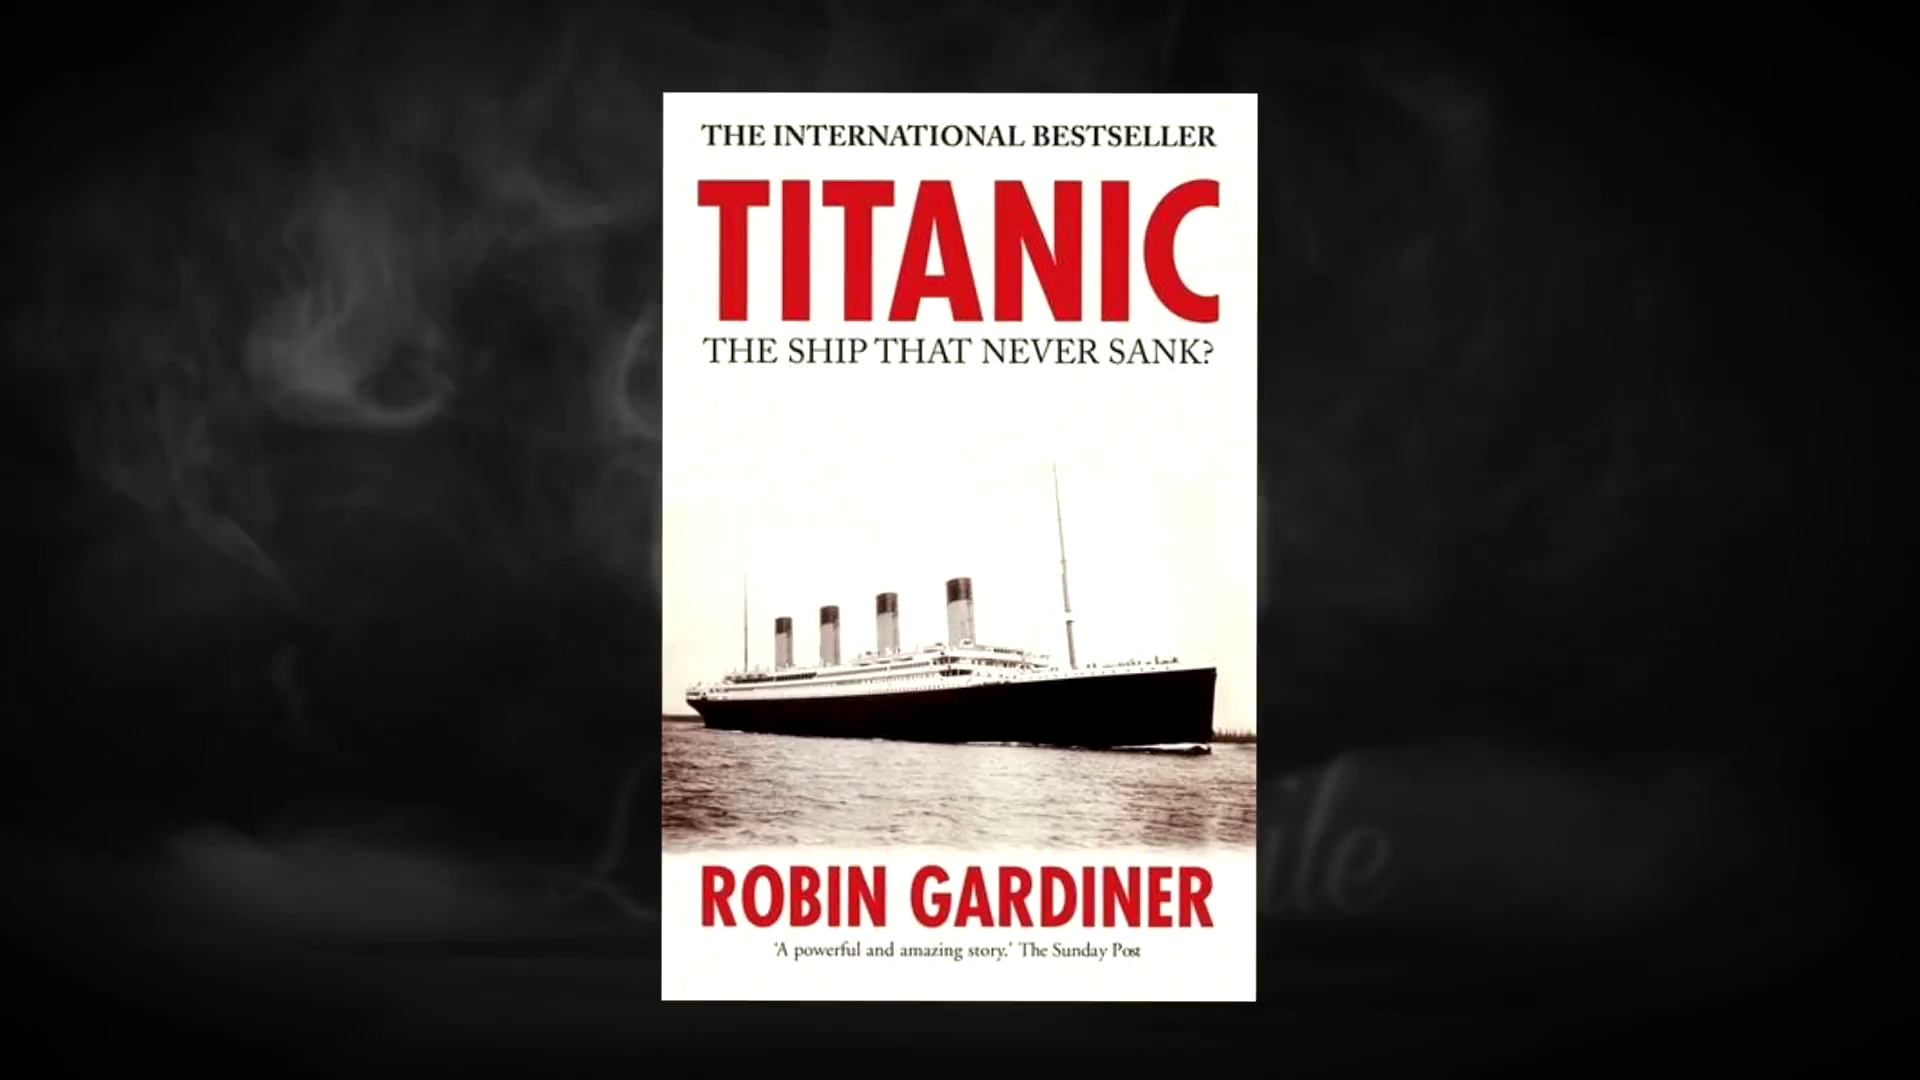 THE INTERNATIONAL BESTSELLER
TITANIC
THE SHIP THAT NEVER SANK?
ROBIN GARDINER
‘A powerful and amazing story.’ The Sunday Post